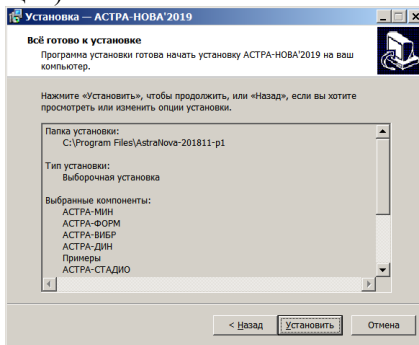 Установка — АСТРА-НОВА'2019
Всё готово к установке
Программа установки готова начать установку АСТРА-НОВА'2019 на ваш
компьютер.
Нажмите «Установить», чтобы продолжить, или «Назад», если вы хотите
просмотреть или изменить опции установки.
Папка установки:
C:\Program Files\AstraNova-201811-p1
Тип установки:
Выборочная установка
Выбранные компоненты:
АСТРА-МИН
АСТРА-ФОРМ
АСТРА-ВИБР
АСТРА-ДИН
Примеры
АСТРА-СТАДИО
< Назад
Установить
Отмена